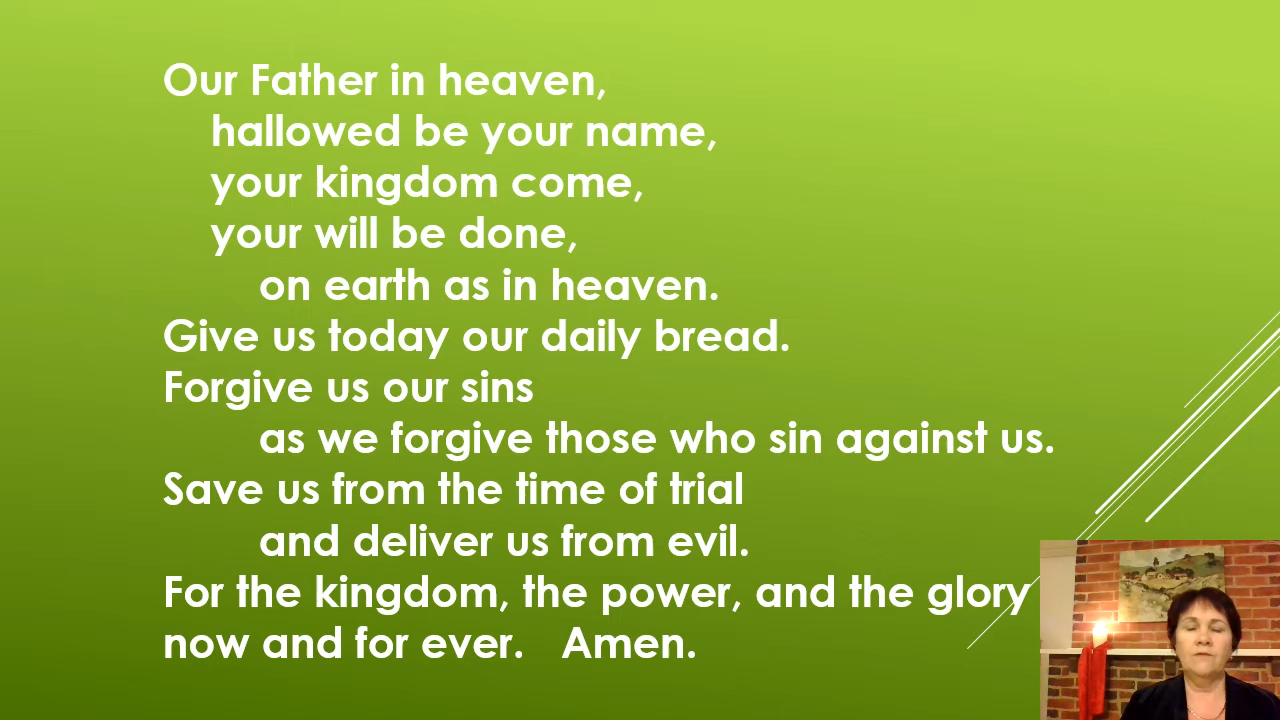 Our Father in heaven,
hallowed be your name,
your kingdom come,
your will be done,
on earth as in heaven.
Give us today our daily bread.
Forgive us our sins
as we forgive those who sin against us.
Save us from the time of trial
and deliver us from evil.
For the kingdom, the power, and the glory
now and for ever.   Amen.